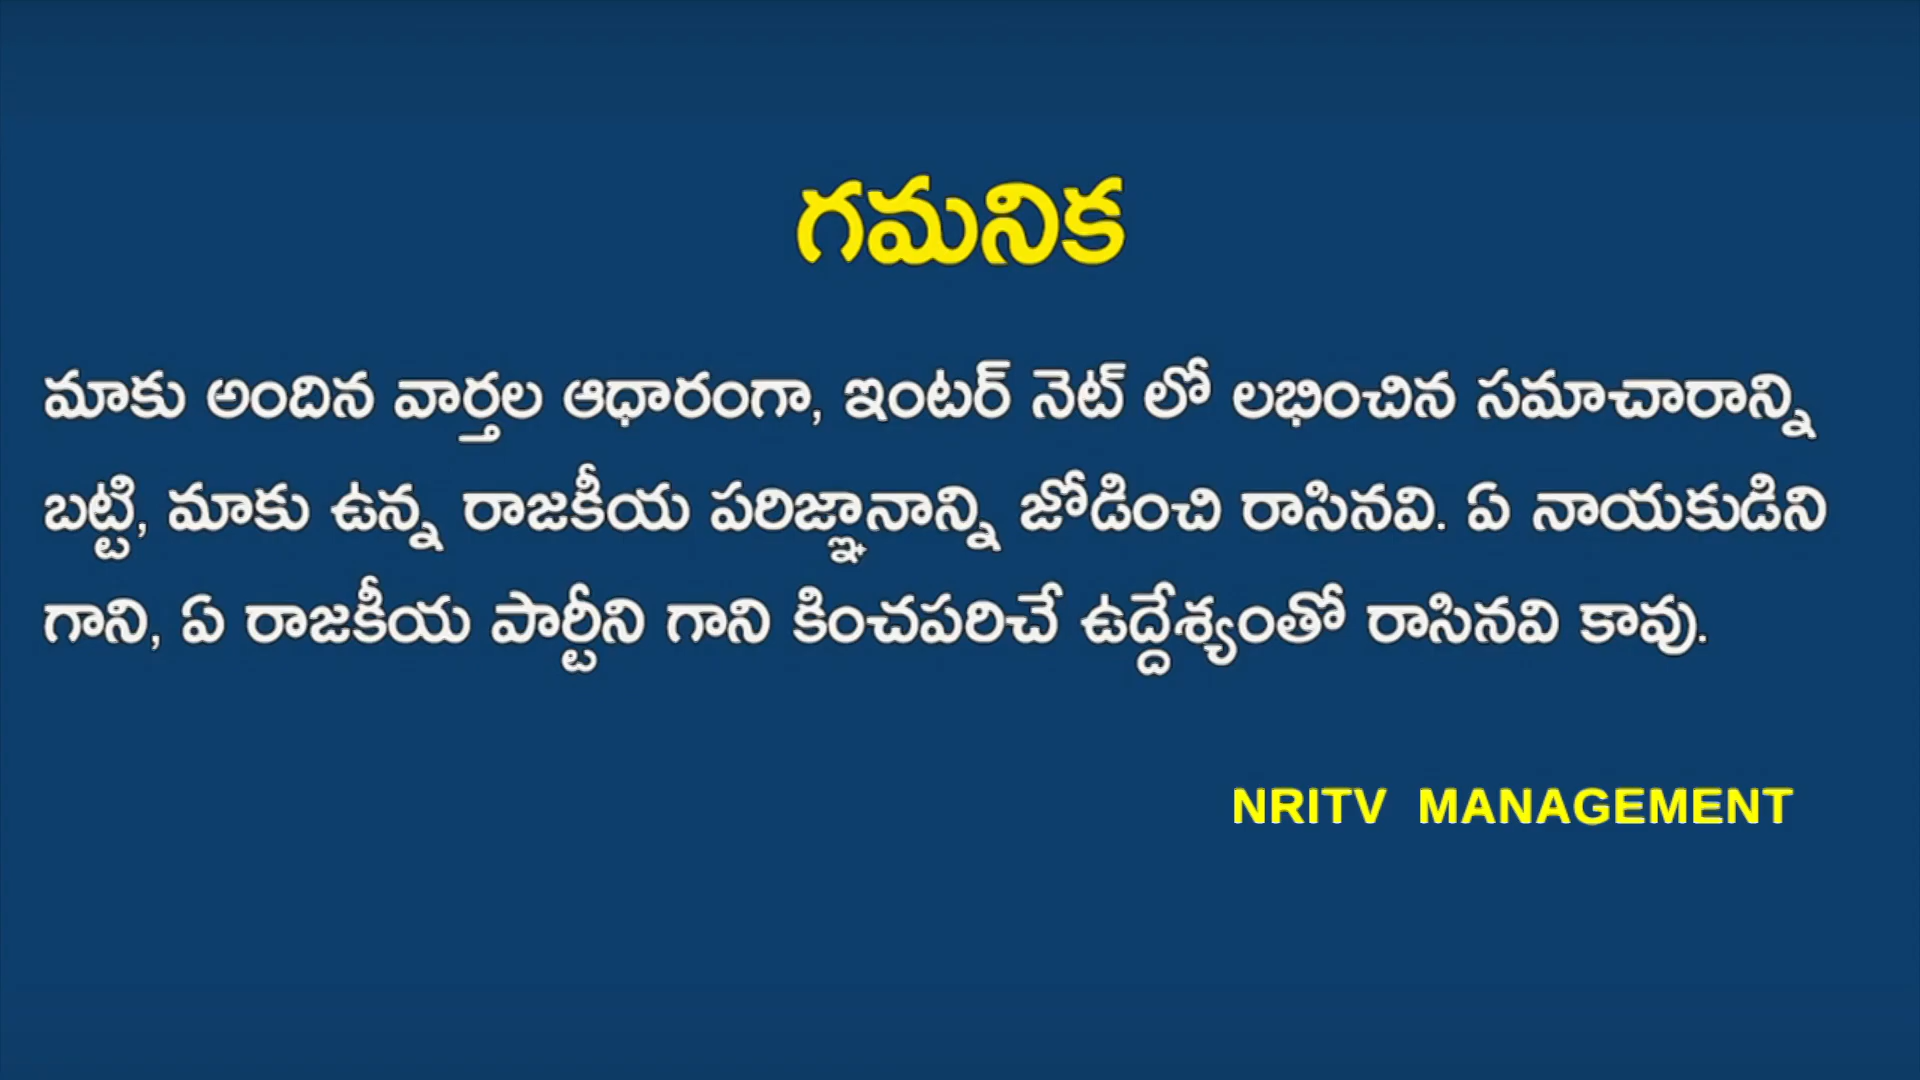 గమనిక
మాకు అందిన వార్తల ఆధారంగా, ఇంటర్ నెట్ లో లభించిన సమాచారాన్ని
బట్టి, మాకు ఉన్న రాజకీయ పరిజ్ఞానాన్ని జోడించి రాసినవి. ఏ నాయకుడిని
గాని, ఏ రాజకీయ పార్టీని గాని కించపరిచే ఉద్దేశ్యంతో రాసినవి కావు.
NRITV MANAGEMENT